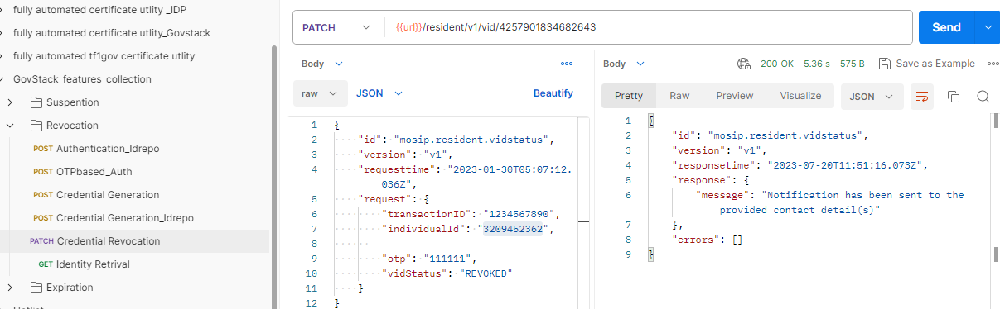 fully automated certificate utlity _IDP
fully automated certificate utlity_Govstack
fully automated tf1gov certificate utlity
GovStack_features_collection
Suspention
Revocation
POST Authentication_Idrepo
POST OTPbased_Auth
POST Credential Generation
POST Credential Generation_Idrepo
PATCH Credential Revocation
GET Identity Retrival
Expiration
PATCH {{url}}/resident/v1/vid/4257901834682643 Send
Body
raw JSON Beautify
1 {
2 "id": "mosip.resident.vidstatus",
3 "version": "v1",
4 "requesttime": "2023-01-30T05:07:12.
036Z",
5 "request": {
6 "transactionID": "1234567890",
7 "individualId": "3209452362",
8
9 "otp": "111111",
10 "vidStatus": "REVOKED"
11 }
12 }
Body 200 OK 5.36 s 575 B Save as Example
Pretty Raw Preview Visualize JSON
1 {
2 "id": "mosip.resident.vidstatus",
3 "version": "v1",
4 "responsetime": "2023-07-20T11:51:16.073Z",
5 "response": {
6 "message": "Notification has been sent to the
provided contact detail(s)"
7 },
8 "errors": []
9 }